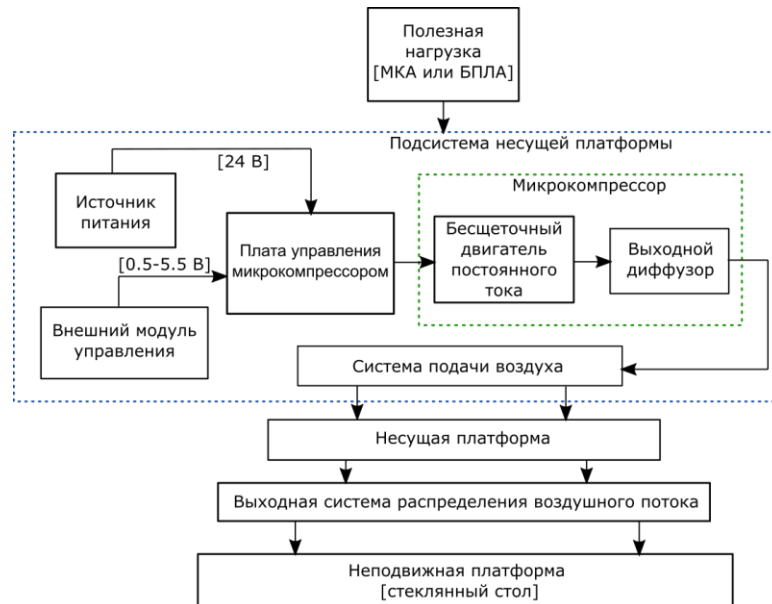 Полезная
нагрузка
[МКА или БПЛА]
Подсистема несущей платформы
[24 В]
Микрокомпрессор
Источник
питания
Плата управления
микрокомпрессором
Бесщеточный
двигатель
постоянного
тока
Выходной
диффузор
[0.5-5.5 В]
Внешний модуль
управления
Система подачи воздуха
Несущая платформа
Выходная система распределения воздушного потока
Неподвижная платформа
[стеклянный стол]